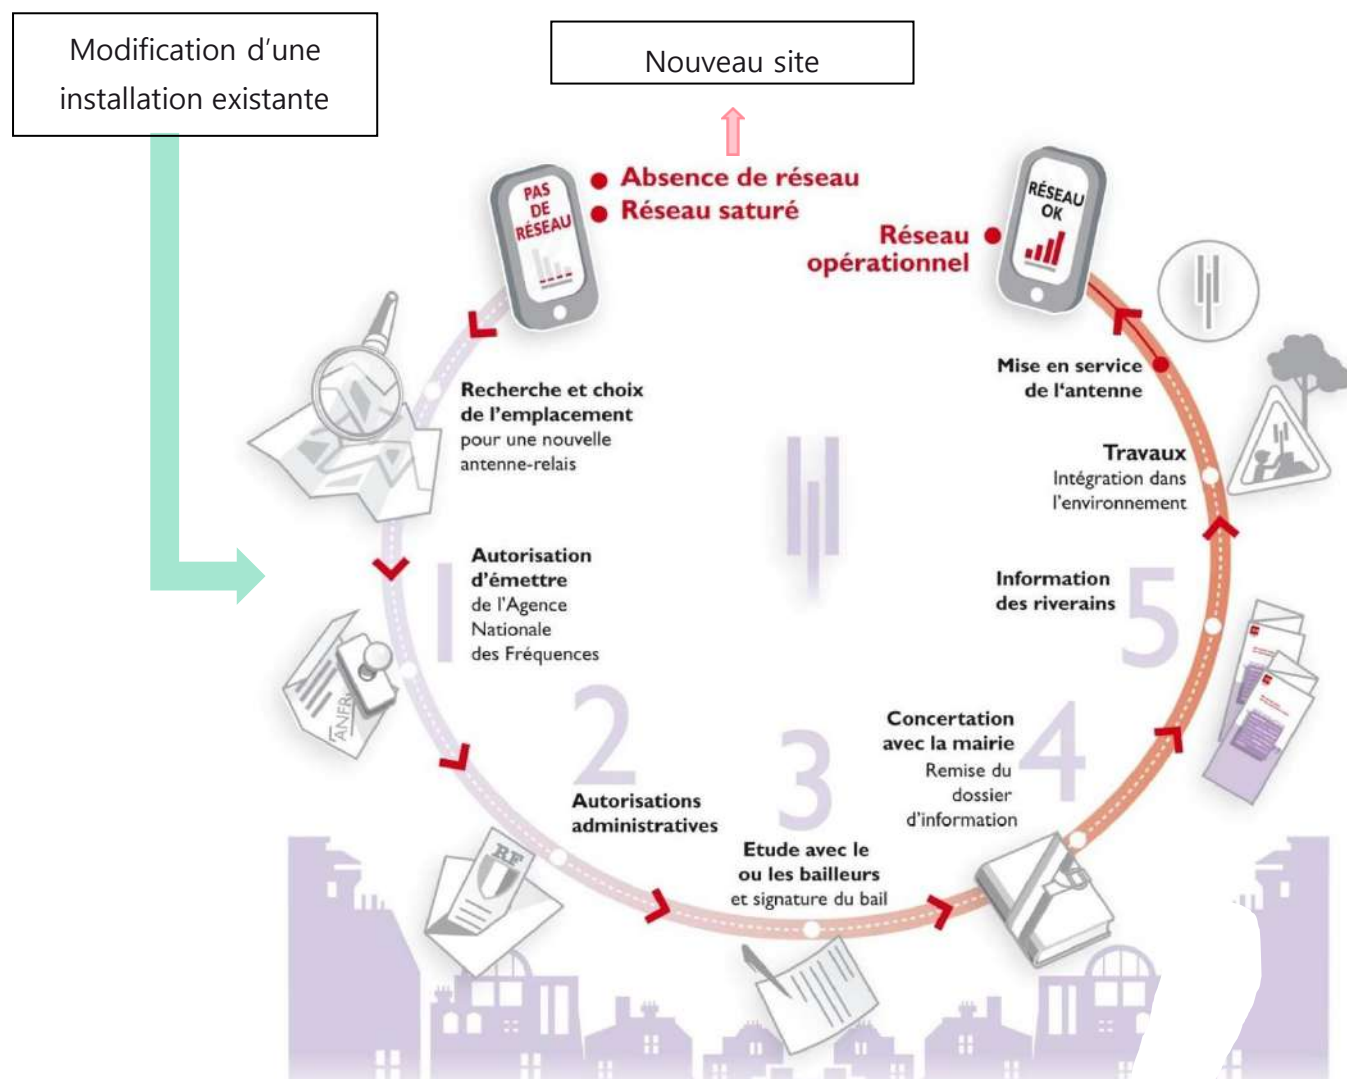 Modification d'une
installation existante
Nouveau site
PAS
DE
RÉSEAU
Absence de réseau
Réseau saturé
Réseau
opérationnel
RÉSEAU
OK
Recherche et choix
de l'emplacement
pour une nouvelle
antenne-relais
1
Autorisation
d'émettre
de l'Agence
Nationale
des Fréquences
ANFR
2
Autorisations
administratives
RF
3
Etude avec le
ou les bailleurs
et signature du bail
4
Concertation
avec la mairie
Remise du
dossier
d'information
5
Information
des riverains
Travaux
Intégration dans
l'environnement
Mise en service
de l'antenne